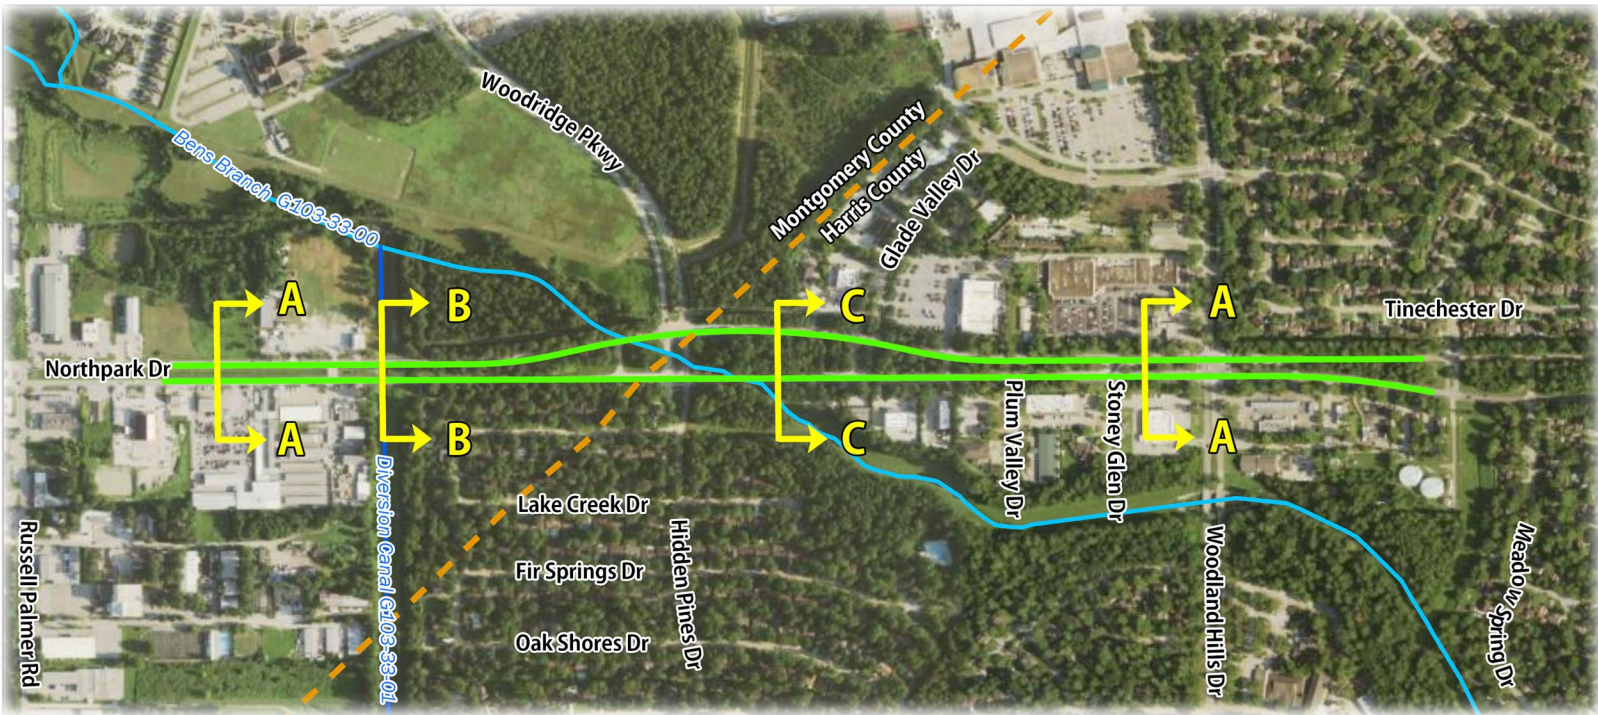 Woodridge Pkwy
Bens Branch G103-33-00
Montgomery County
Harris County
Glade Valley Dr
A
B
C
A
Tinechester Dr
Northpark Dr
A
B
C
A
Plum Valley Dr
Stoney Glen Dr
Diversion Canal G103-33-01
Lake Creek Dr
Hidden Pines Dr
Fir Springs Dr
Oak Shores Dr
Russell Palmer Rd
Woodland Hills Dr
Meadow Spring Dr